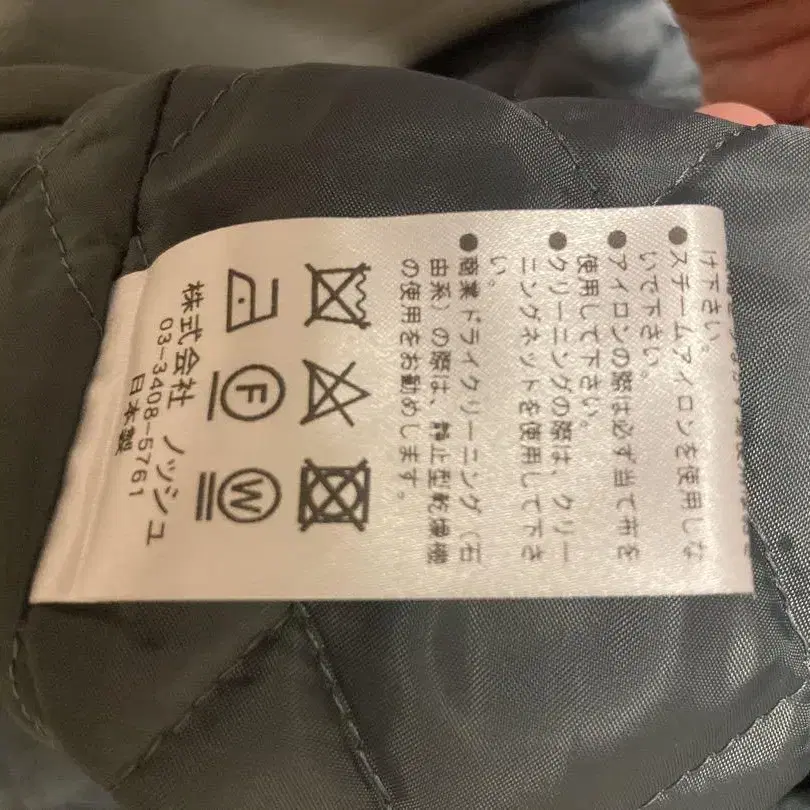 け下さい。
●スチームアイロンを使用しな
いで下さい。
●アイロンの際は必ず当て布を
使用して下さい。
●クリーニングの際は、クリー
ニングネットを使用して下さ
い。
●商業ドライクリーニング(石
油系)の際は、静止型乾燥機
の使用をお勧めします。
F W
株式会社 ノッシュ
03-3408-5761
日本製